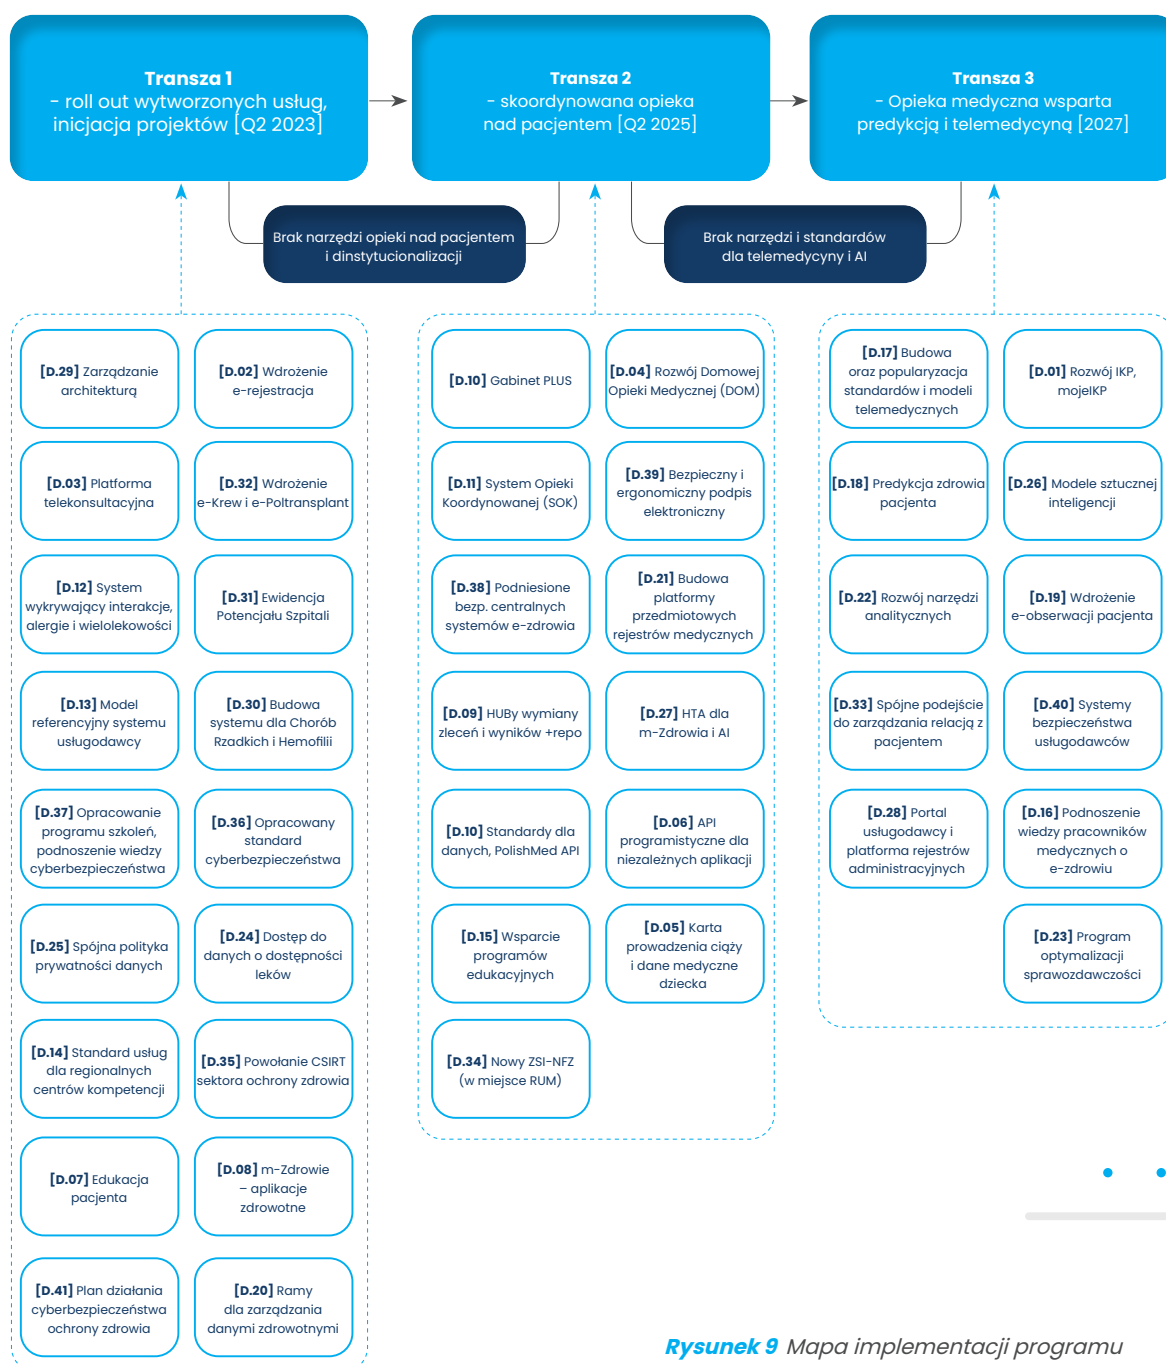 Transza 1
- roll out wytworzonych usług,
inicjacja projektów [Q2 2023]
Transza 2
- skoordynowana opieka
nad pacjentem [Q2 2025]
Transza 3
- Opieka medyczna wsparta
predykcją i telemedycyną [2027]
Brak narzędzi opieki nad pacjentem
i dinstytucionalizacji
Brak narzędzi i standardów
dla telemedycyny i AI
[D.29] Zarządzanie
architekturą
[D.02] Wdrożenie
e-rejestracja
[D.03] Platforma
telekonsultacyjna
[D.32] Wdrożenie
e-Krew i e-Poltransplant
[D.12] System
wykrywający interakcje,
alergie i wielolekowości
[D.31] Ewidencja
Potencjału Szpitali
[D.13] Model
referencyjny systemu
usługodawcy
[D.30] Budowa
systemu dla Chorób
Rzadkich i Hemofilii
[D.37] Opracowanie
programu szkoleń,
podnoszenie wiedzy
cyberbezpieczeństwa
[D.36] Opracowany
standard
cyberbezpieczeństwa
[D.25] Spójna polityka
prywatności danych
[D.24] Dostęp do
danych o dostępności
leków
[D.14] Standard usług
dla regionalnych
centrów kompetencji
[D.35] Powołanie CSIRT
sektora ochrony zdrowia
[D.07] Edukacja
pacjenta
[D.08] m-Zdrowie
– aplikacje
zdrowotne
[D.41] Plan działania
cyberbezpieczeństwa
ochrony zdrowia
[D.20] Ramy
dla zarządzania
danymi zdrowotnymi
[D.10] Gabinet PLUS
[D.04] Rozwój Domowej
Opieki Medycznej (DOM)
[D.11] System Opieki
Koordynowanej (SOK)
[D.39] Bezpieczny i
ergonomiczny podpis
elektroniczny
[D.38] Podniesione
bezp. centralnych
systemów e-zdrowia
[D.21] Budowa
platformy
przedmiotowych
rejestrów medycznych
[D.09] HUBy wymiany
zleceń i wyników +repo
[D.27] HTA dla
m-Zdrowia i AI
[D.10] Standardy dla
danych, PolishMed API
[D.06] API
programistyczne dla
niezależnych aplikacji
[D.15] Wsparcie
programów
edukacyjnych
[D.05] Karta
prowadzenia ciąży
i dane medyczne
dziecka
[D.34] Nowy ZSI-NFZ
(w miejsce RUM)
[D.17] Budowa
oraz popularyzacja
standardów i modeli
telemedycznych
[D.01] Rozwój IKP,
mojeIKP
[D.18] Predykcja zdrowia
pacjenta
[D.26] Modele sztucznej
inteligencji
[D.22] Rozwój narzędzi
analitycznych
[D.19] Wdrożenie
e-obserwacji pacjenta
[D.33] Spójne podejście
do zarządzania relacją z
pacjentem
[D.40] Systemy
bezpieczeństwa
usługodawców
[D.28] Portal
usługodawcy i
platforma rejestrów
administracyjnych
[D.16] Podnoszenie
wiedzy pracowników
medycznych o
e-zdrowiu
[D.23] Program
optymalizacji
sprawozdawczości
Rysunek 9 Mapa implementacji programu